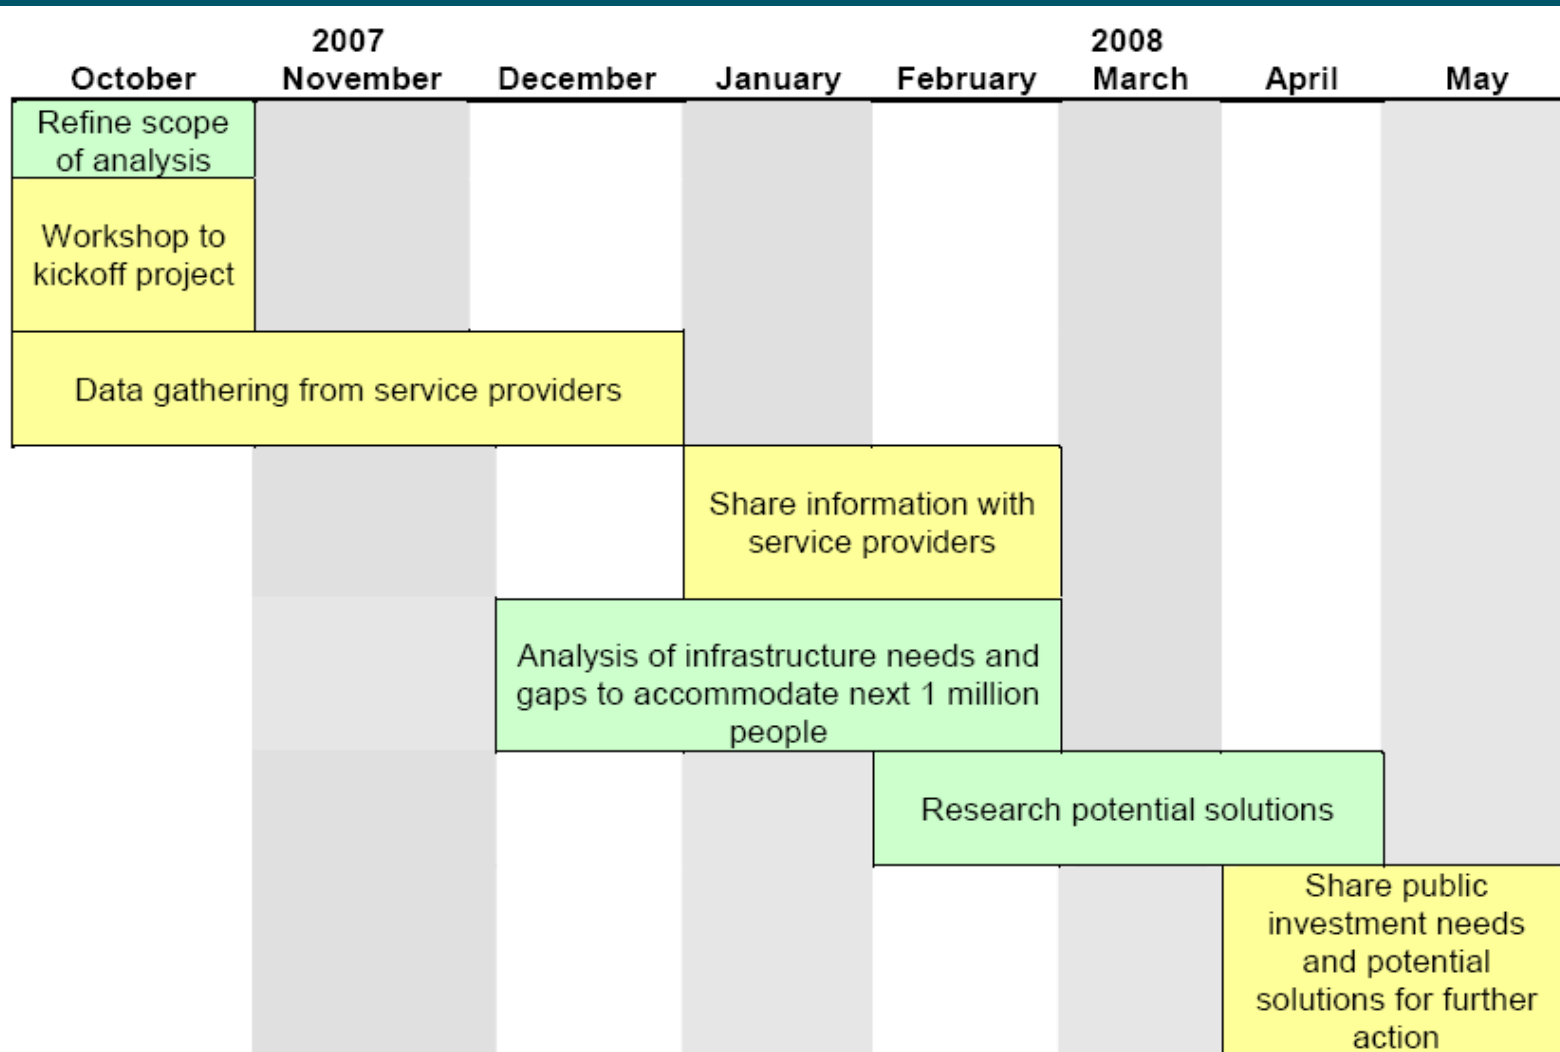 2007 2008
October November December January February March April May
Refine scope
of analysis
Workshop to
kickoff project
Data gathering from service providers
Share information with
service providers
Analysis of infrastructure needs and
gaps to accommodate next 1 million
people
Research potential solutions
Share public
investment needs
and potential
solutions for further
action